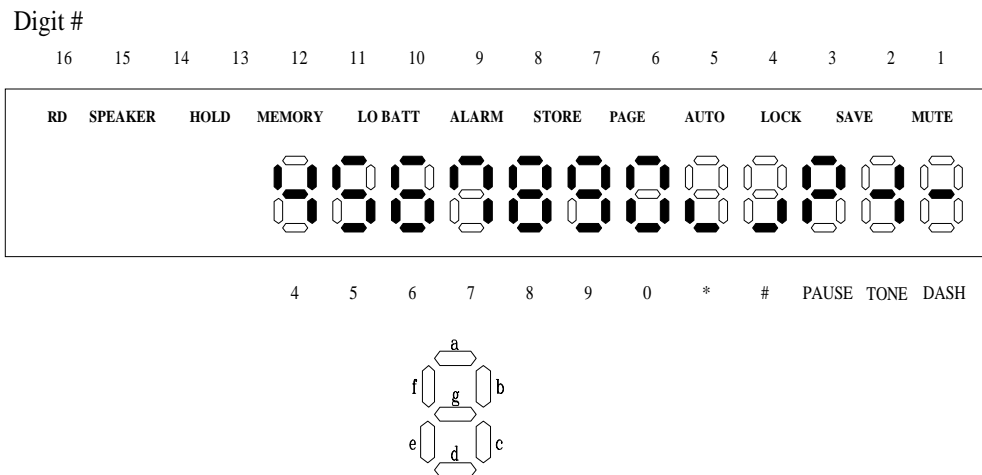 Digit #
16 15 14 13 12 11 10 9 8 7 6 5 4 3 2 1
RD SPEAKER HOLD MEMORY LO BATT ALARM STORE PAGE AUTO LOCK SAVE MUTE
4 5 6 7 8 9 0 * # PAUSE TONE DASH
a
f b
g
e c
d